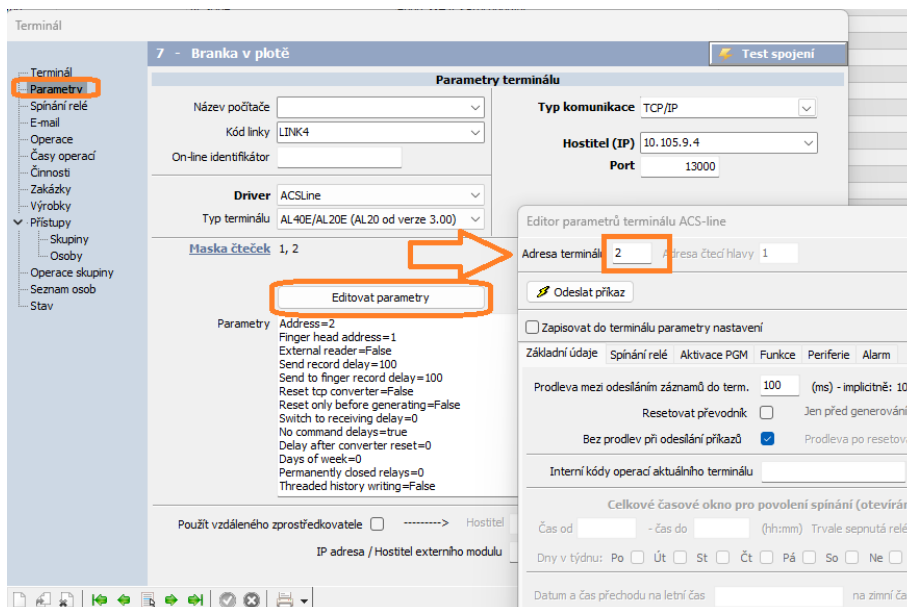 Terminál
7 - Branka v plotě
Test spojení
Terminál
Parametry
Spínání relé
E-mail
Operace
Časy operací
Činnosti
Zakázky
Výrobky
Přístupy
Skupiny
Osoby
Operace skupiny
Seznam osob
Stav
Parametry terminálu
Název počítače
Kód linky LINK4
On-line identifikátor
Typ komunikace TCP/IP
Hostitel (IP) 10.105.9.4
Port 13000
Driver ACSLine
Typ terminálu AL40E/AL20E (AL20 od verze 3.00)
Maska čteček 1, 2
Editovat parametry
Parametry Address=2
Finger head address=1
External reader=False
Send record delay=100
Send to finger record delay=100
Reset tcp converter=False
Reset only before generating=False
Switch to receiving delay=0
No command delays=true
Delay after converter reset=0
Days of week=0
Permanently closed relays=0
Threaded history writing=False
Použít vzdáleného zprostředkovatele ---------> Hostitel
IP adresa / Hostitel externího modulu
Editor parametrů terminálu ACS-line
Adresa terminálu 2 Adresa čtecí hlavy 1
Odeslat příkaz
Zapisovat do terminálu parametry nastavení
Základní údaje Spínání relé Aktivace PGM Funkce Periferie Alarm
Prodleva mezi odesíláním záznamů do term. 100 (ms) - implicitně: 10
Resetovat převodník Jen před generování
Bez prodlev při odesílání příkazů Prodleva po resetov
Interní kódy operací aktuálního terminálu
Celkové časové okno pro povolení spínání (otevírán
Čas od - čas do (hh:mm) Trvale sepnutá relé
Dny v týdnu: Po Út St Čt Pá So Ne
Datum a čas přechodu na letní čas na zimní ča